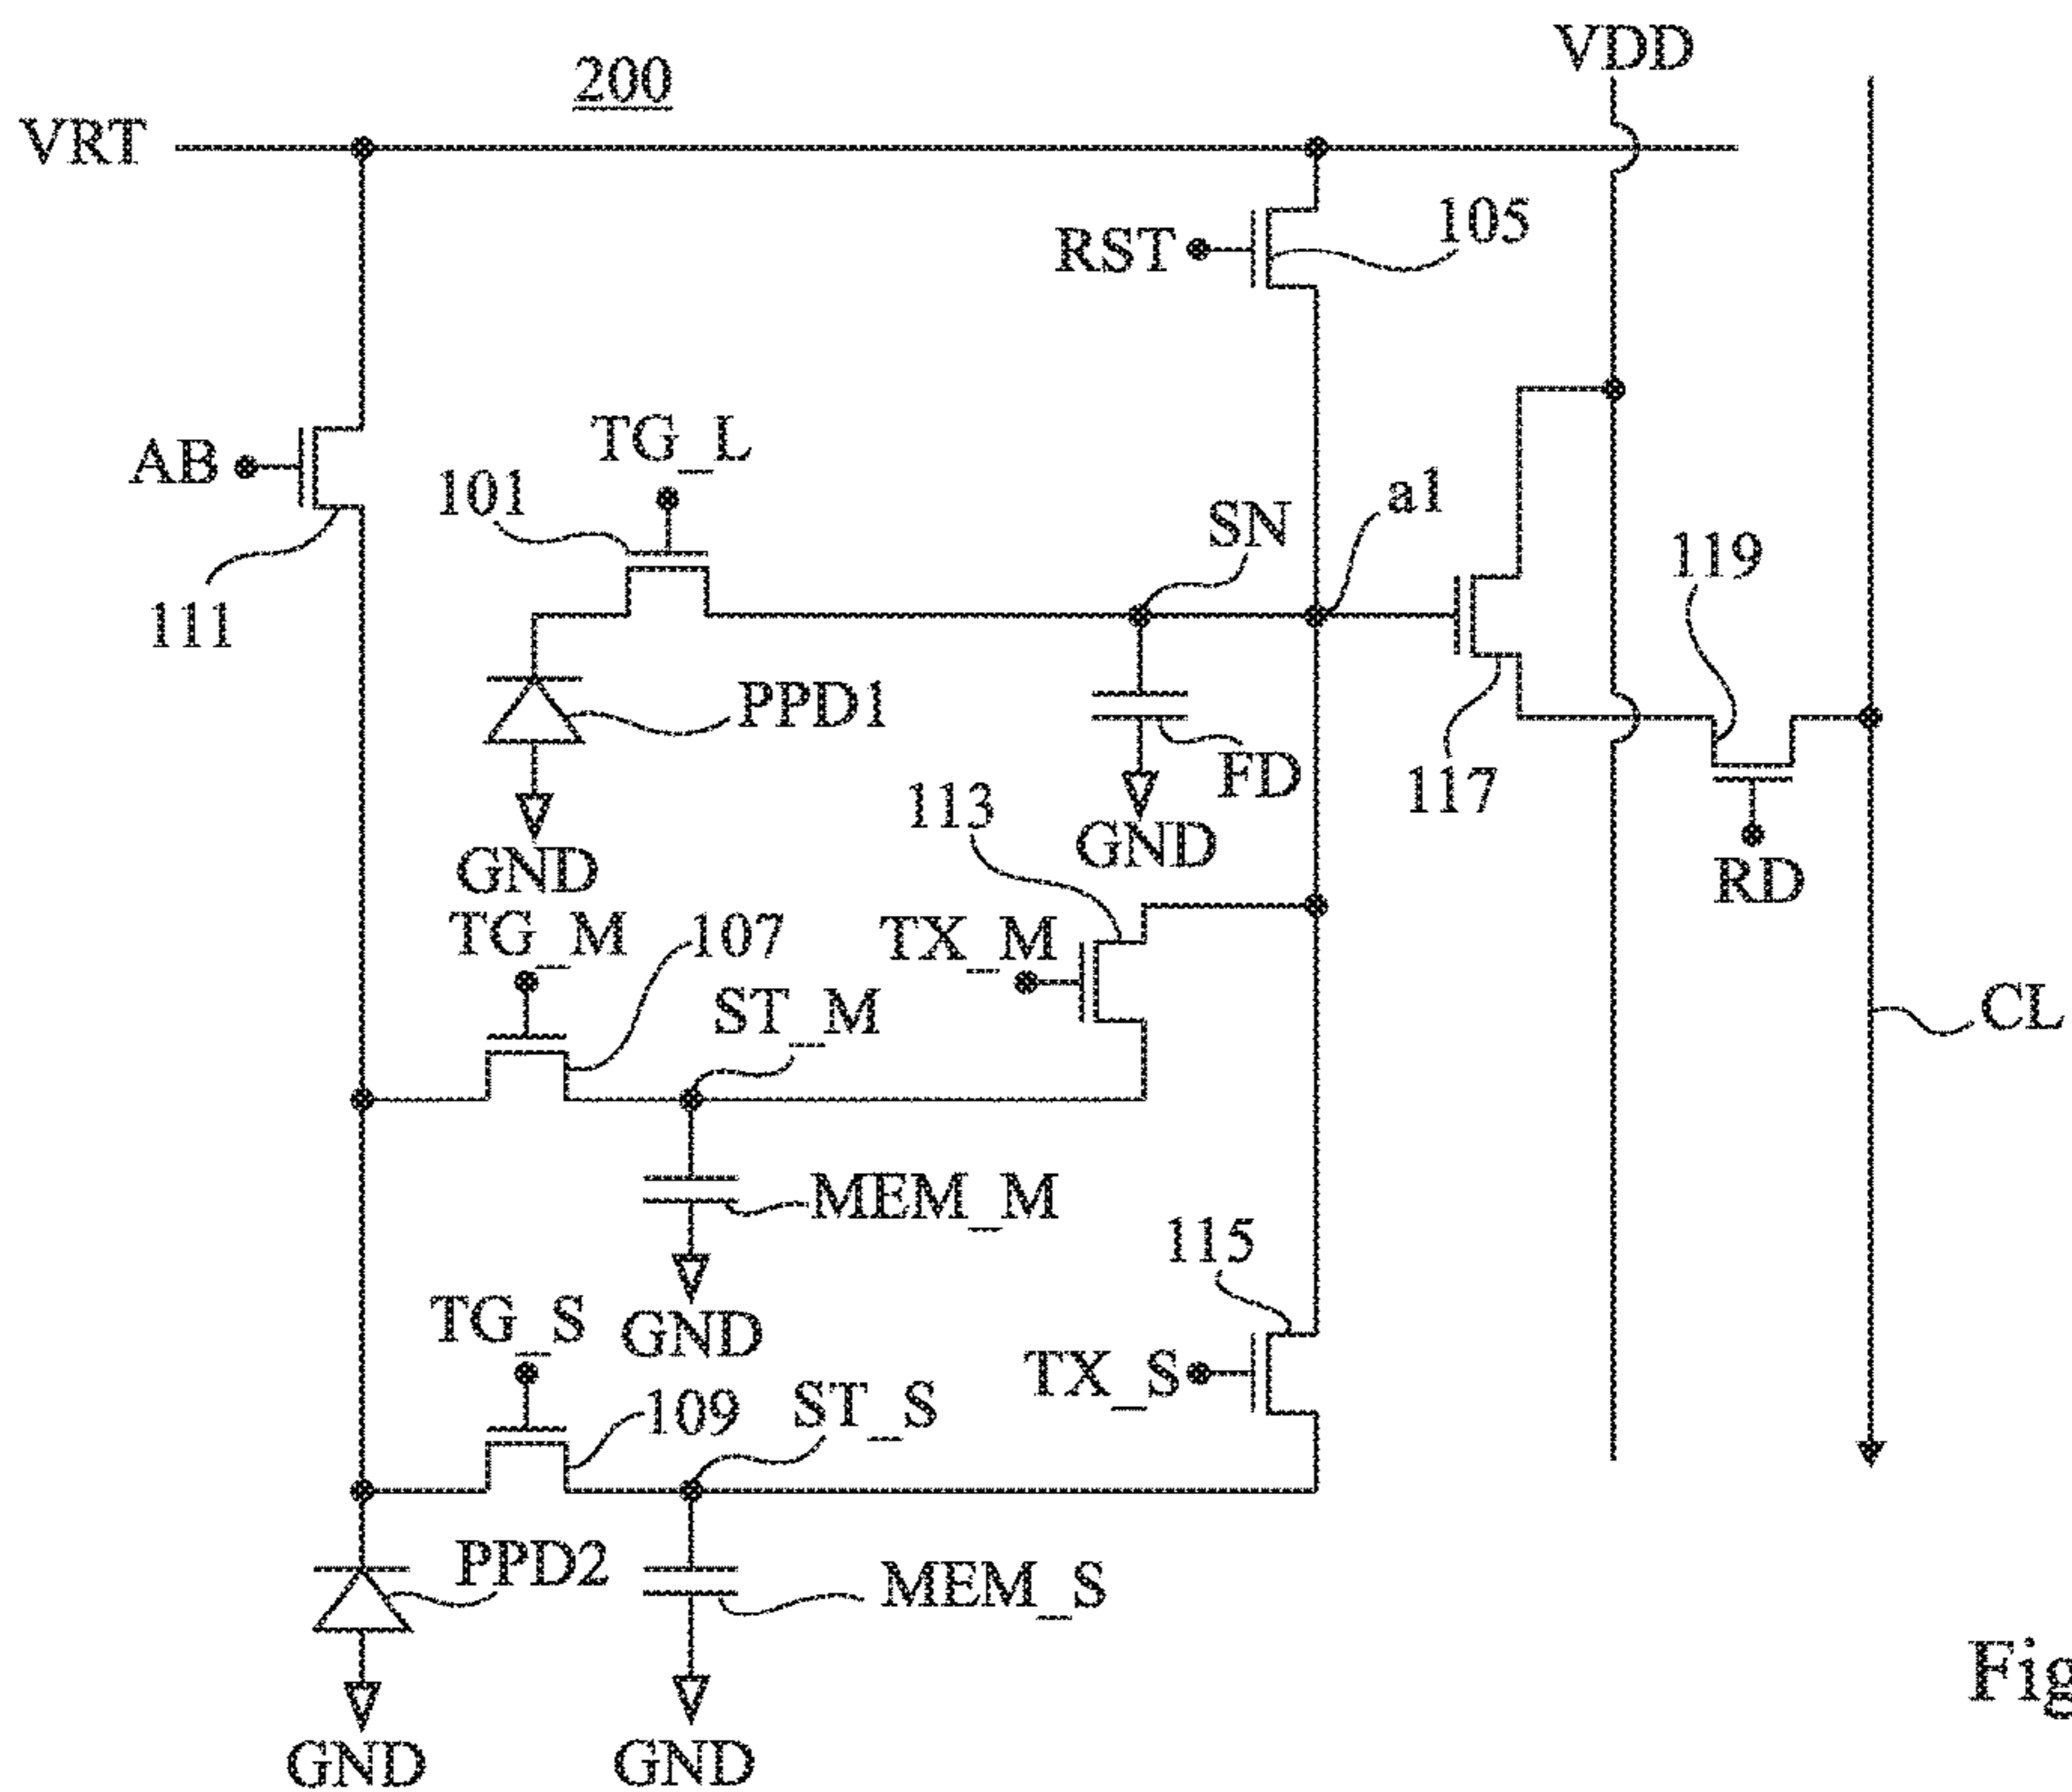 VDD
200
VRT
RST
105
TG_L
AB
101
a1
SN
119
111
PPD1
FD
117
113
GND
GND
RD
TG_M
107
TX_M
ST_M
CL
MEM_M
115
TG_S
GND
TX_S
ST_S
109
PPD2
MEM_S
Fig
GND
GND